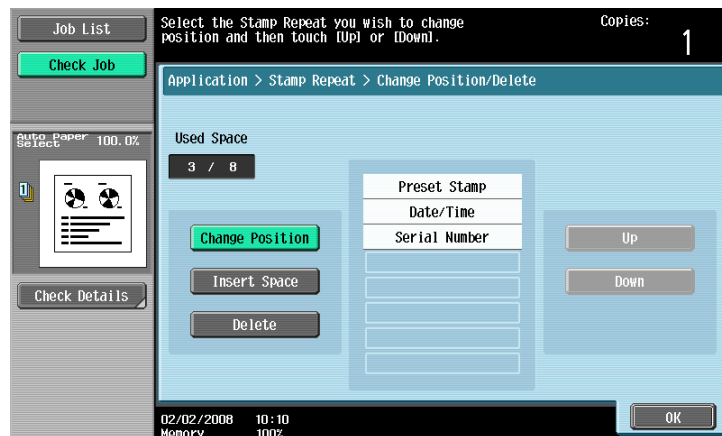 Job List
Check Job
Select the Stamp Repeat you wish to change
position and then touch [Up] or [Down].
Copies:
1
Application > Stamp Repeat > Change Position/Delete
Auto Paper
Select
100.0%
1
Used Space
3 / 8
Preset Stamp
Date/Time
Serial Number
Change Position
Insert Space
Delete
Up
Down
Check Details
02/02/2008 10:10
Memory 100%
OK